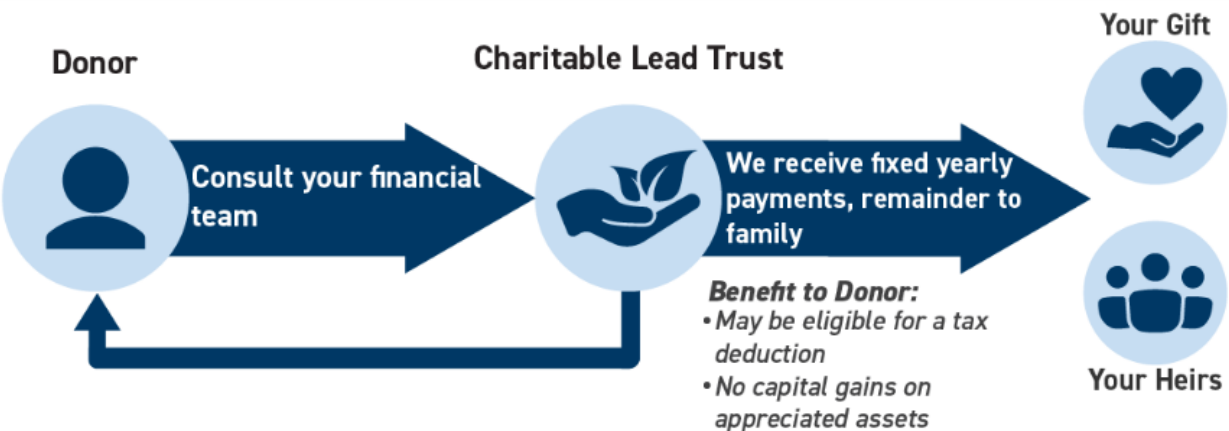 Donor
Charitable Lead Trust
Your Gift
Consult your financial
team
We receive fixed yearly
payments, remainder to
family
Benefit to Donor:
• May be eligible for a tax
deduction
• No capital gains on
appreciated assets
Your Heirs